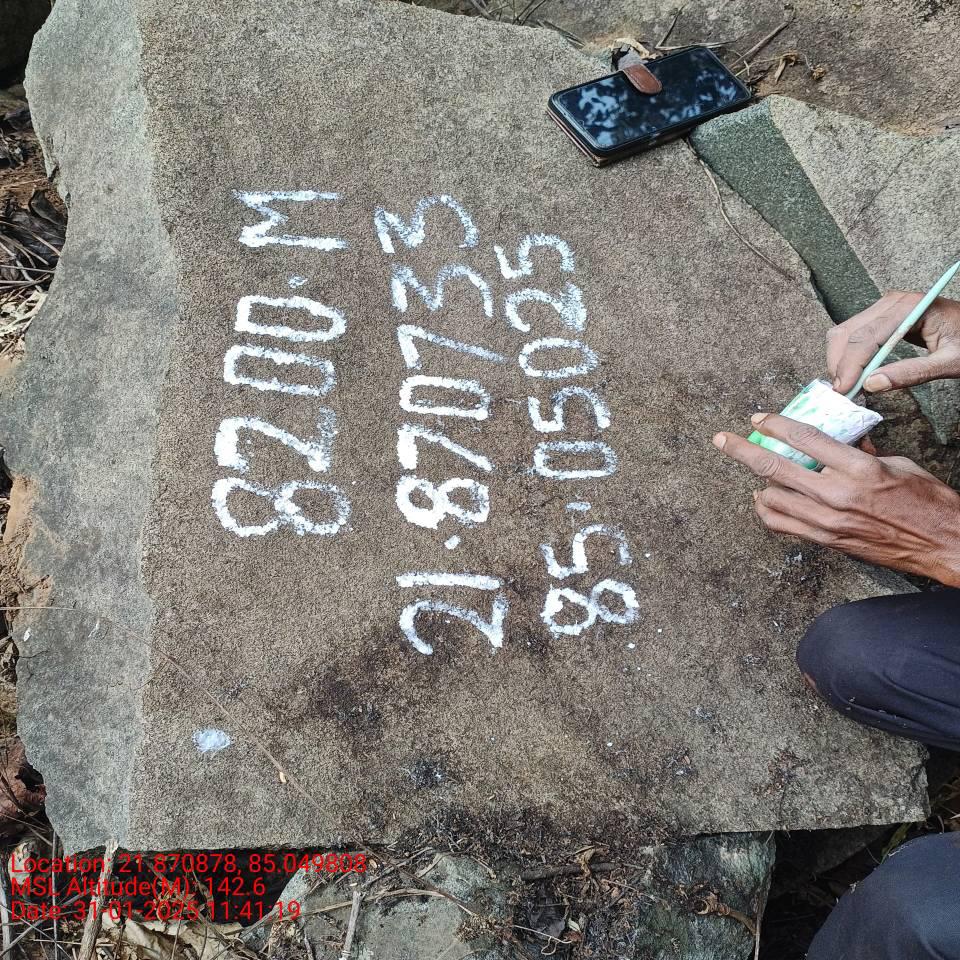 8200.M
21.870733
85.05025
Location: 21.870878, 85.049808
MSL Altitude(M): 142.6
Date: 31-01-2025 11:41:19